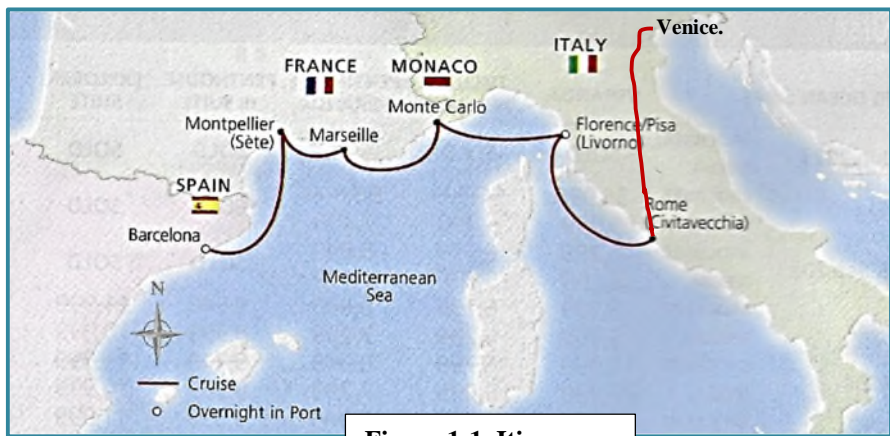 Venice.
ITALY
FRANCE
MONACO
Monte Carlo
Montpellier
(Sète)
Marseille
Florence/Pisa
(Livorno)
SPAIN
Rome
(Civitavecchia)
Barcelona
Mediterranean
Sea
N
Cruise
Overnight in Port